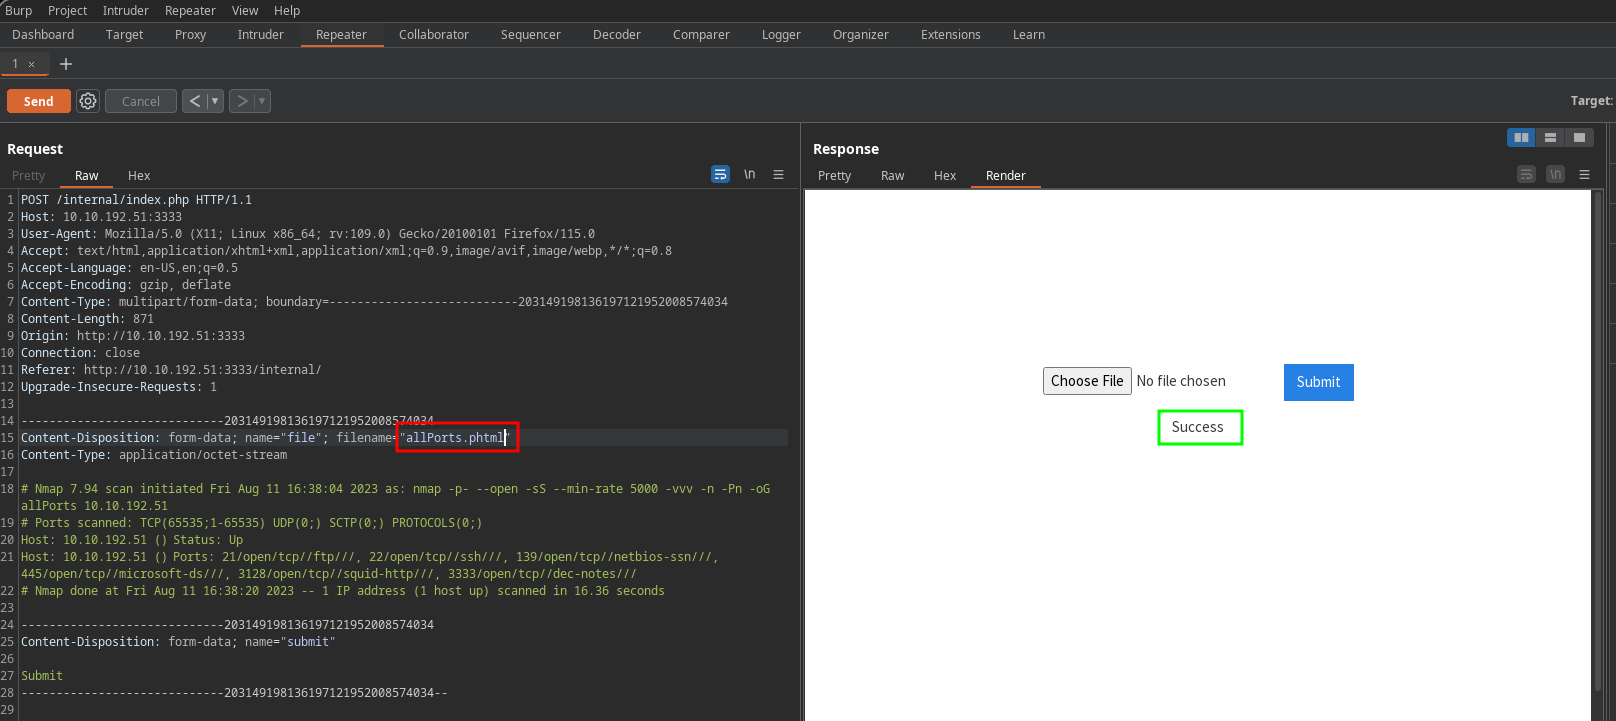 Burp Project Intruder Repeater View Help
Dashboard Target Proxy Intruder Repeater Collaborator Sequencer Decoder Comparer Logger Organizer Extensions Learn
1 × +
Send Cancel < ▾ > ▾ Target:
Request
Pretty Raw Hex \n
1 POST /internal/index.php HTTP/1.1
2 Host: 10.10.192.51:3333
3 User-Agent: Mozilla/5.0 (X11; Linux x86_64; rv:109.0) Gecko/20100101 Firefox/115.0
4 Accept: text/html,application/xhtml+xml,application/xml;q=0.9,image/avif,image/webp,*/*;q=0.8
5 Accept-Language: en-US,en;q=0.5
6 Accept-Encoding: gzip, deflate
7 Content-Type: multipart/form-data; boundary=---------------------------203149198136197121952008574034
8 Content-Length: 871
9 Origin: http://10.10.192.51:3333
10 Connection: close
11 Referer: http://10.10.192.51:3333/internal/
12 Upgrade-Insecure-Requests: 1
13
14 -----------------------------203149198136197121952008574034
15 Content-Disposition: form-data; name="file"; filename="allPorts.phtml"
16 Content-Type: application/octet-stream
17
18 # Nmap 7.94 scan initiated Fri Aug 11 16:38:04 2023 as: nmap -p- --open -sS --min-rate 5000 -vvv -n -Pn -oG
allPorts 10.10.192.51
19 # Ports scanned: TCP(65535;1-65535) UDP(0;) SCTP(0;) PROTOCOLS(0;)
20 Host: 10.10.192.51 () Status: Up
21 Host: 10.10.192.51 () Ports: 21/open/tcp//ftp///, 22/open/tcp//ssh///, 139/open/tcp//netbios-ssn///,
445/open/tcp//microsoft-ds///, 3128/open/tcp//squid-http///, 3333/open/tcp//dec-notes///
22 # Nmap done at Fri Aug 11 16:38:20 2023 -- 1 IP address (1 host up) scanned in 16.36 seconds
23
24 -----------------------------203149198136197121952008574034
25 Content-Disposition: form-data; name="submit"
26
27 Submit
28 -----------------------------203149198136197121952008574034--
29
Response
Pretty Raw Hex Render \n
Choose File No file chosen Submit
Success